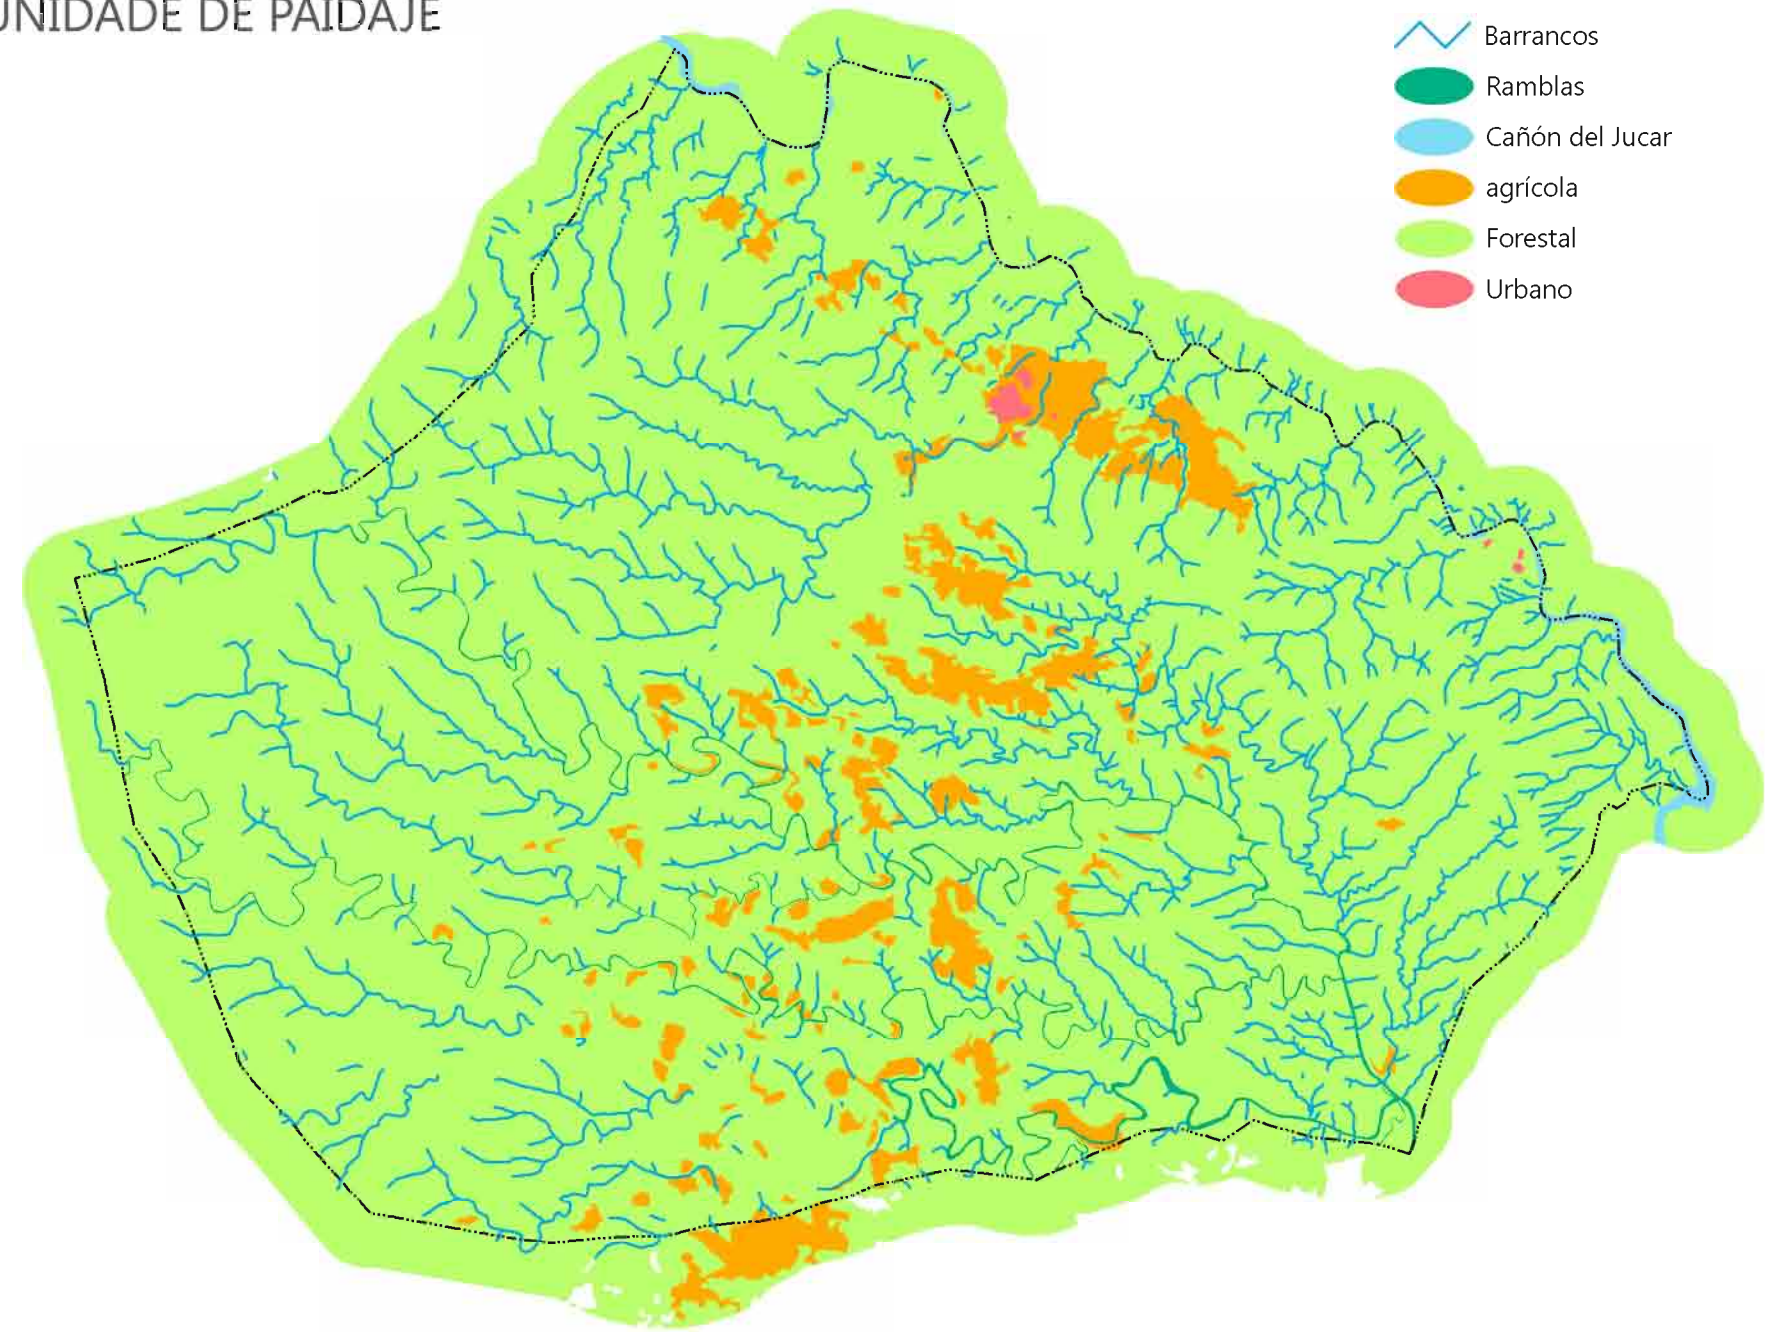 UNIDADE DE PAIDAJE
Barrancos
Ramblas
Cañón del Jucar
agrícola
Forestal
Urbano